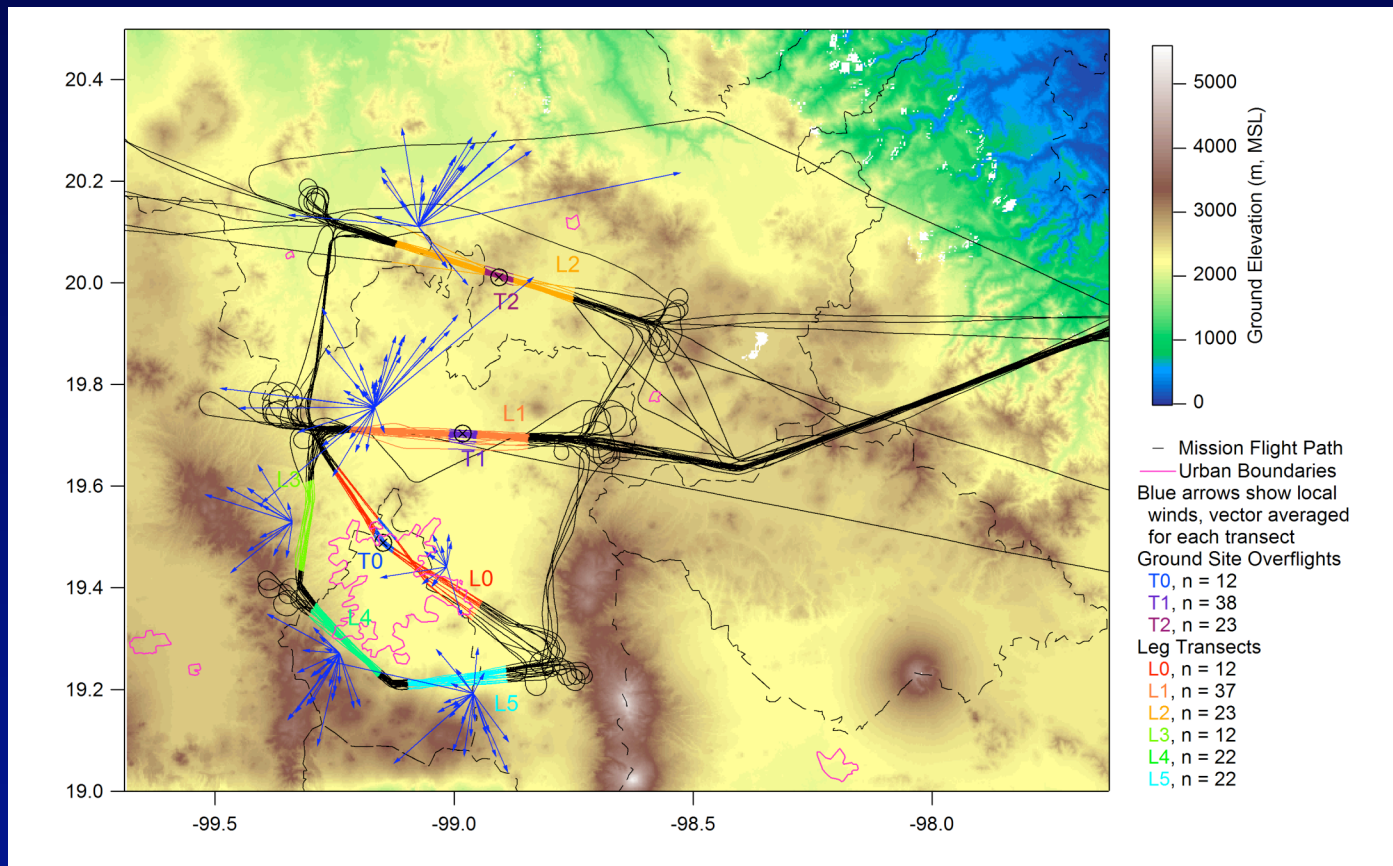 20.4
20.2
20.0
19.8
19.6
19.4
19.2
19.0
-99.5
-99.0
-98.5
-98.0
L2
T2
L1
T1
L3
T0
L0
L4
L5
5000
4000
3000
2000
1000
0
Ground Elevation (m, MSL)
Mission Flight Path
Urban Boundaries
Blue arrows show local
winds, vector averaged
for each transect
Ground Site Overflights
T0, n = 12
T1, n = 38
T2, n = 23
Leg Transects
L0, n = 12
L1, n = 37
L2, n = 23
L3, n = 12
L4, n = 22
L5, n = 22